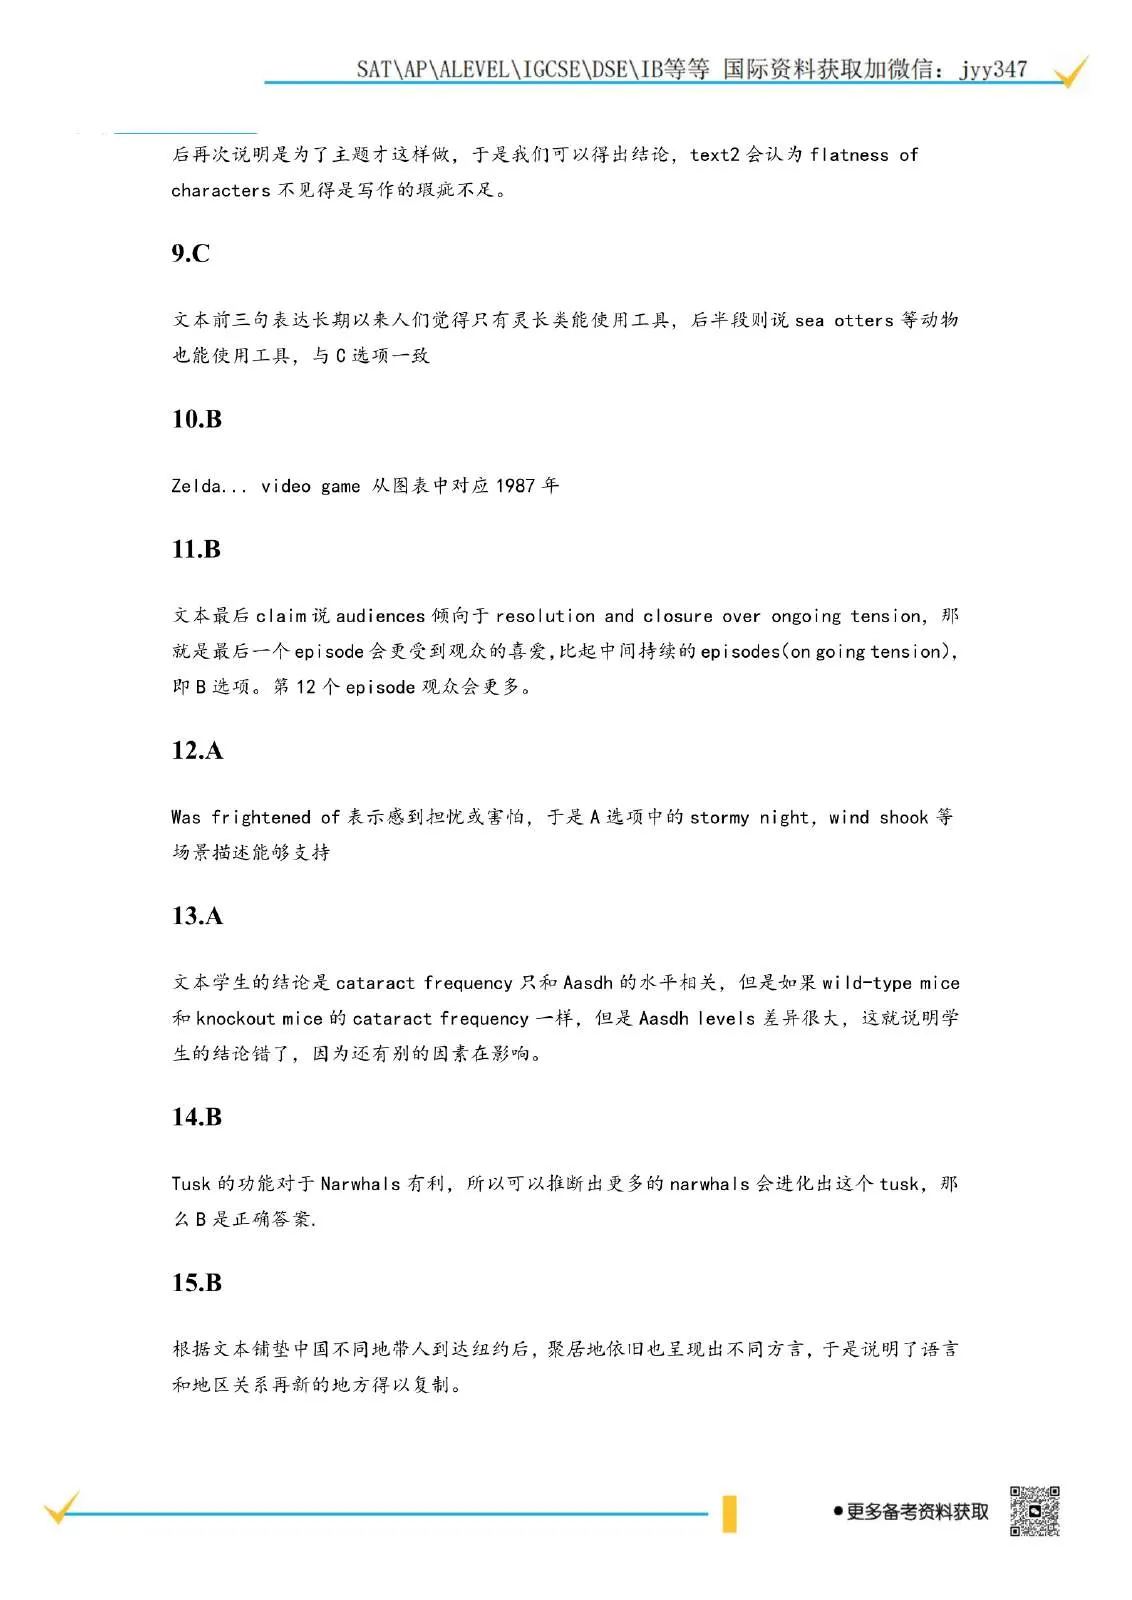 SAT\AP\ALEVEL\IGCSE\DSE\IB等等 国际资料获取加微信：jyy347
后再次说明是为了主题才这样做，于是我们可以得出结论，text2 会认为 flatness of
characters 不见得是写作的瑕疵不足。
9.C
文本前三句表达长期以来人们觉得只有灵长类能使用工具，后半段则说 sea otters 等动物
也能使用工具，与 C 选项一致
10.B
Zelda... video game 从图表中对应 1987 年
11.B
文本最后 claim 说 audiences 倾向于 resolution and closure over ongoing tension，那
就是最后一个 episode 会更受到观众的喜爱，比起中间持续的 episodes(on going tension)，
即 B 选项。第 12 个 episode 观众会更多。
12.A
Was frightened of 表示感到担忧或害怕，于是 A 选项中的 stormy night，wind shook 等
场景描述能够支持
13.A
文本学生的结论是 cataract frequency 只和 Aasdh 的水平相关，但是如果 wild-type mice
和 knockout mice 的 cataract frequency 一样，但是 Aasdh levels 差异很大，这就说明学
生的结论错了，因为还有别的因素在影响。
14.B
Tusk 的功能对于 Narwhals 有利，所以可以推断出更多的 narwhals 会进化出这个 tusk，那
么 B 是正确答案.
15.B
根据文本铺垫中国不同地带人到达纽约后，聚居地依旧也呈现出不同方言，于是说明了语言
和地区关系再新的地方得以复制。
●更多备考资料获取